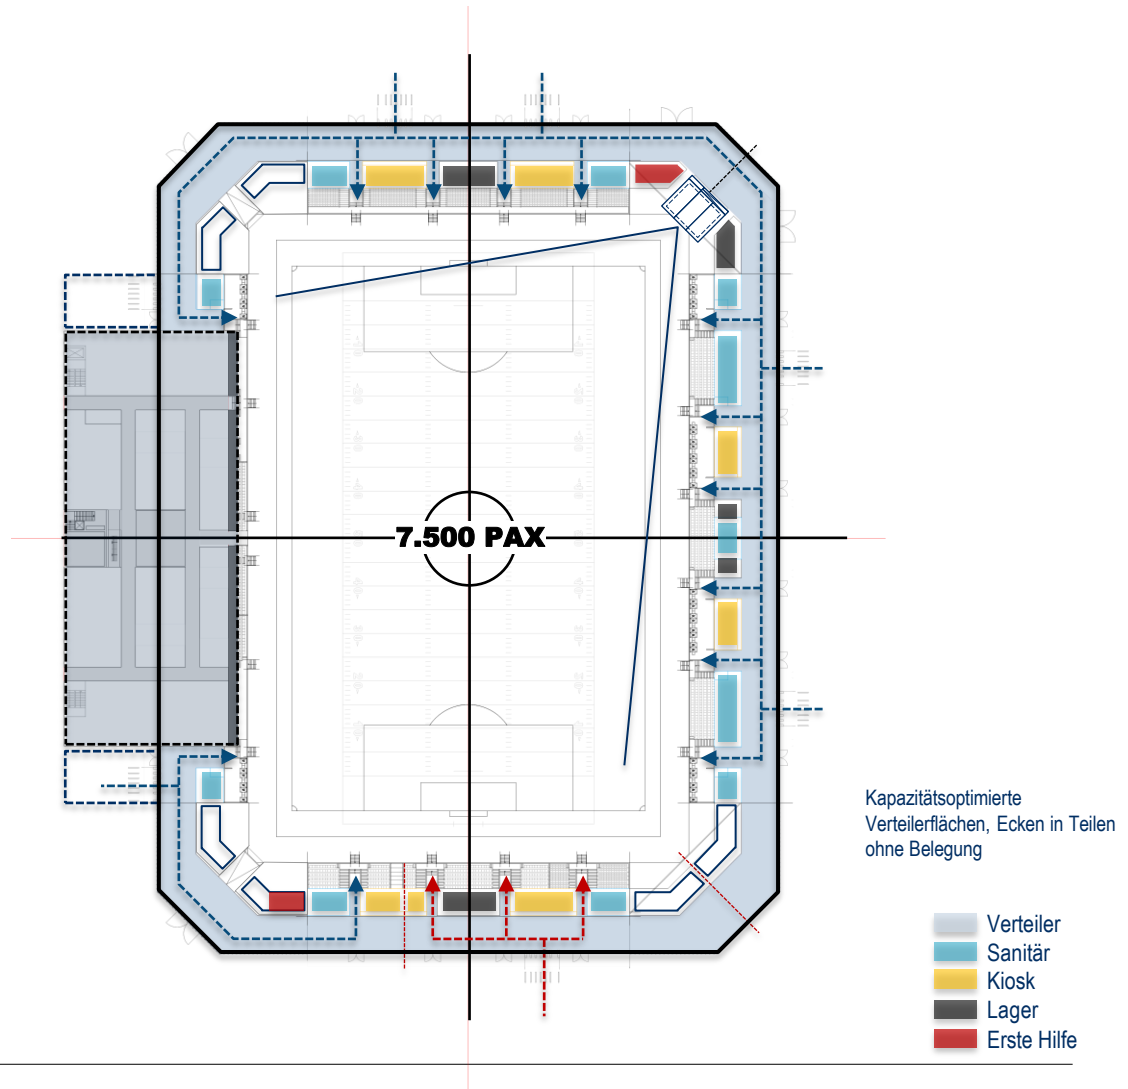 7.500 PAX
Kapazitätsoptimierte
Verteilerflächen, Ecken in Teilen
ohne Belegung
Verteiler
Sanitär
Kiosk
Lager
Erste Hilfe